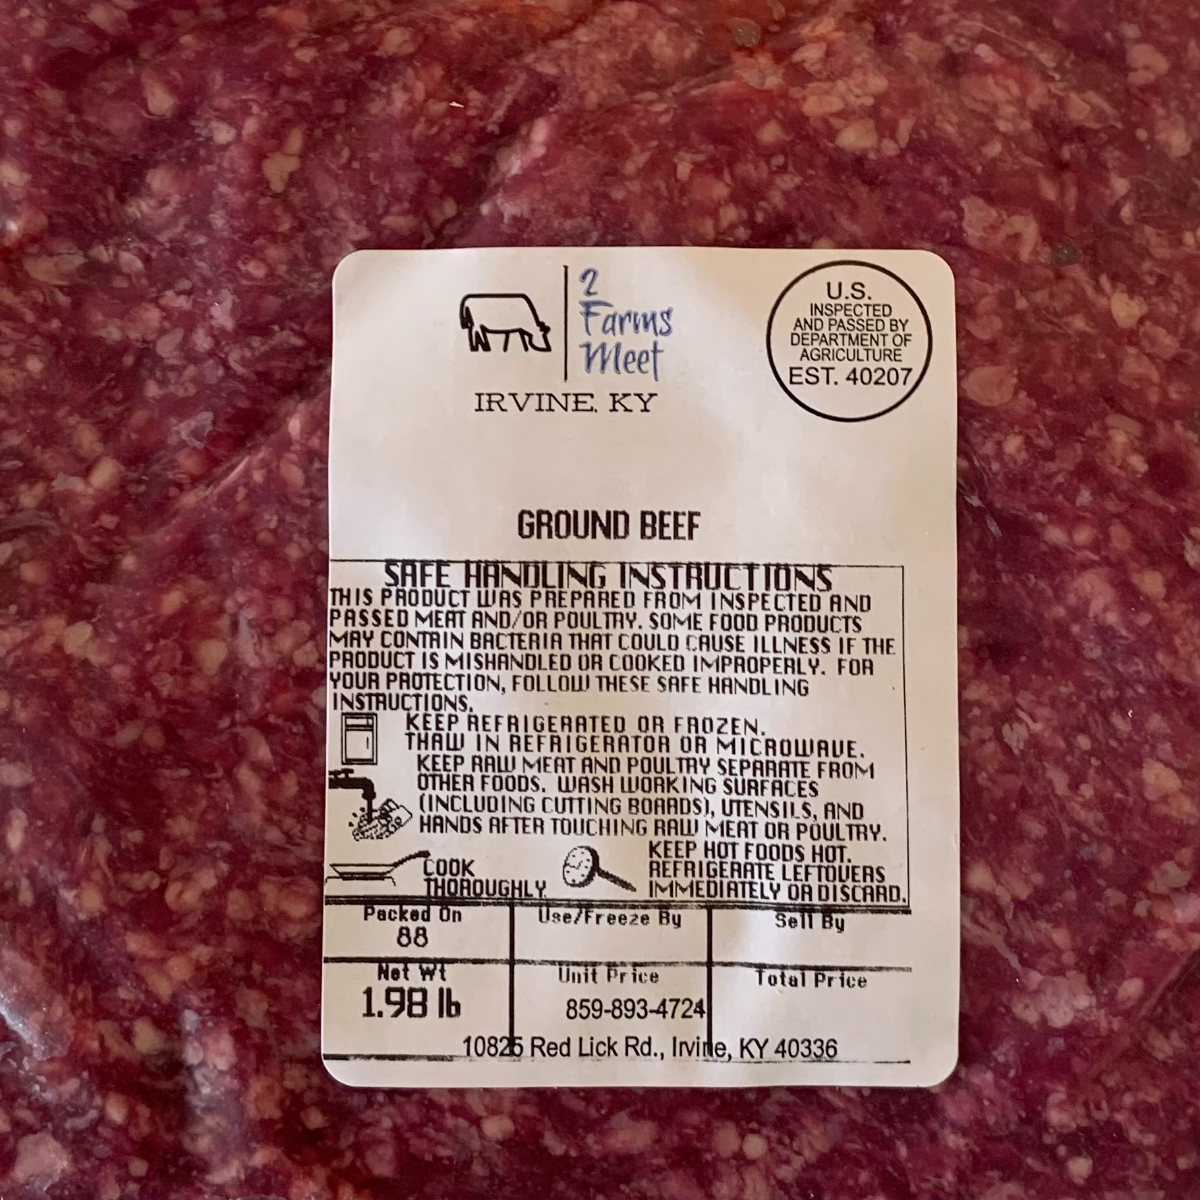 2
Farms
Meet
IRVINE, KY
U.S.
INSPECTED
AND PASSED BY
DEPARTMENT OF
AGRICULTURE
EST. 40207
GROUND BEEF
SAFE HANDLING INSTRUCTIONS
THIS PRODUCT WAS PREPARED FROM INSPECTED AND
PASSED MEAT AND/OR POULTRY. SOME FOOD PRODUCTS
MAY CONTAIN BACTERIA THAT COULD CAUSE ILLNESS IF THE
PRODUCT IS MISHANDLED OR COOKED IMPROPERLY. FOR
YOUR PROTECTION, FOLLOW THESE SAFE HANDLING
INSTRUCTIONS.
KEEP REFRIGERATED OR FROZEN.
THAW IN REFRIGERATOR OR MICROWAVE.
KEEP RAW MEAT AND POULTRY SEPARATE FROM
OTHER FOODS. WASH WORKING SURFACES
(INCLUDING CUTTING BOARDS), UTENSILS, AND
HANDS AFTER TOUCHING RAW MEAT OR POULTRY.
COOK
THOROUGHLY.
KEEP HOT FOODS HOT.
REFRIGERATE LEFTOVERS
IMMEDIATELY OR DISCARD.
Packed On
88
Use/Freeze By
Sell By
Net Wt
1.98 lb
Unit Price
859-893-4724
Total Price
10825 Red Lick Rd., Irvine, KY 40336